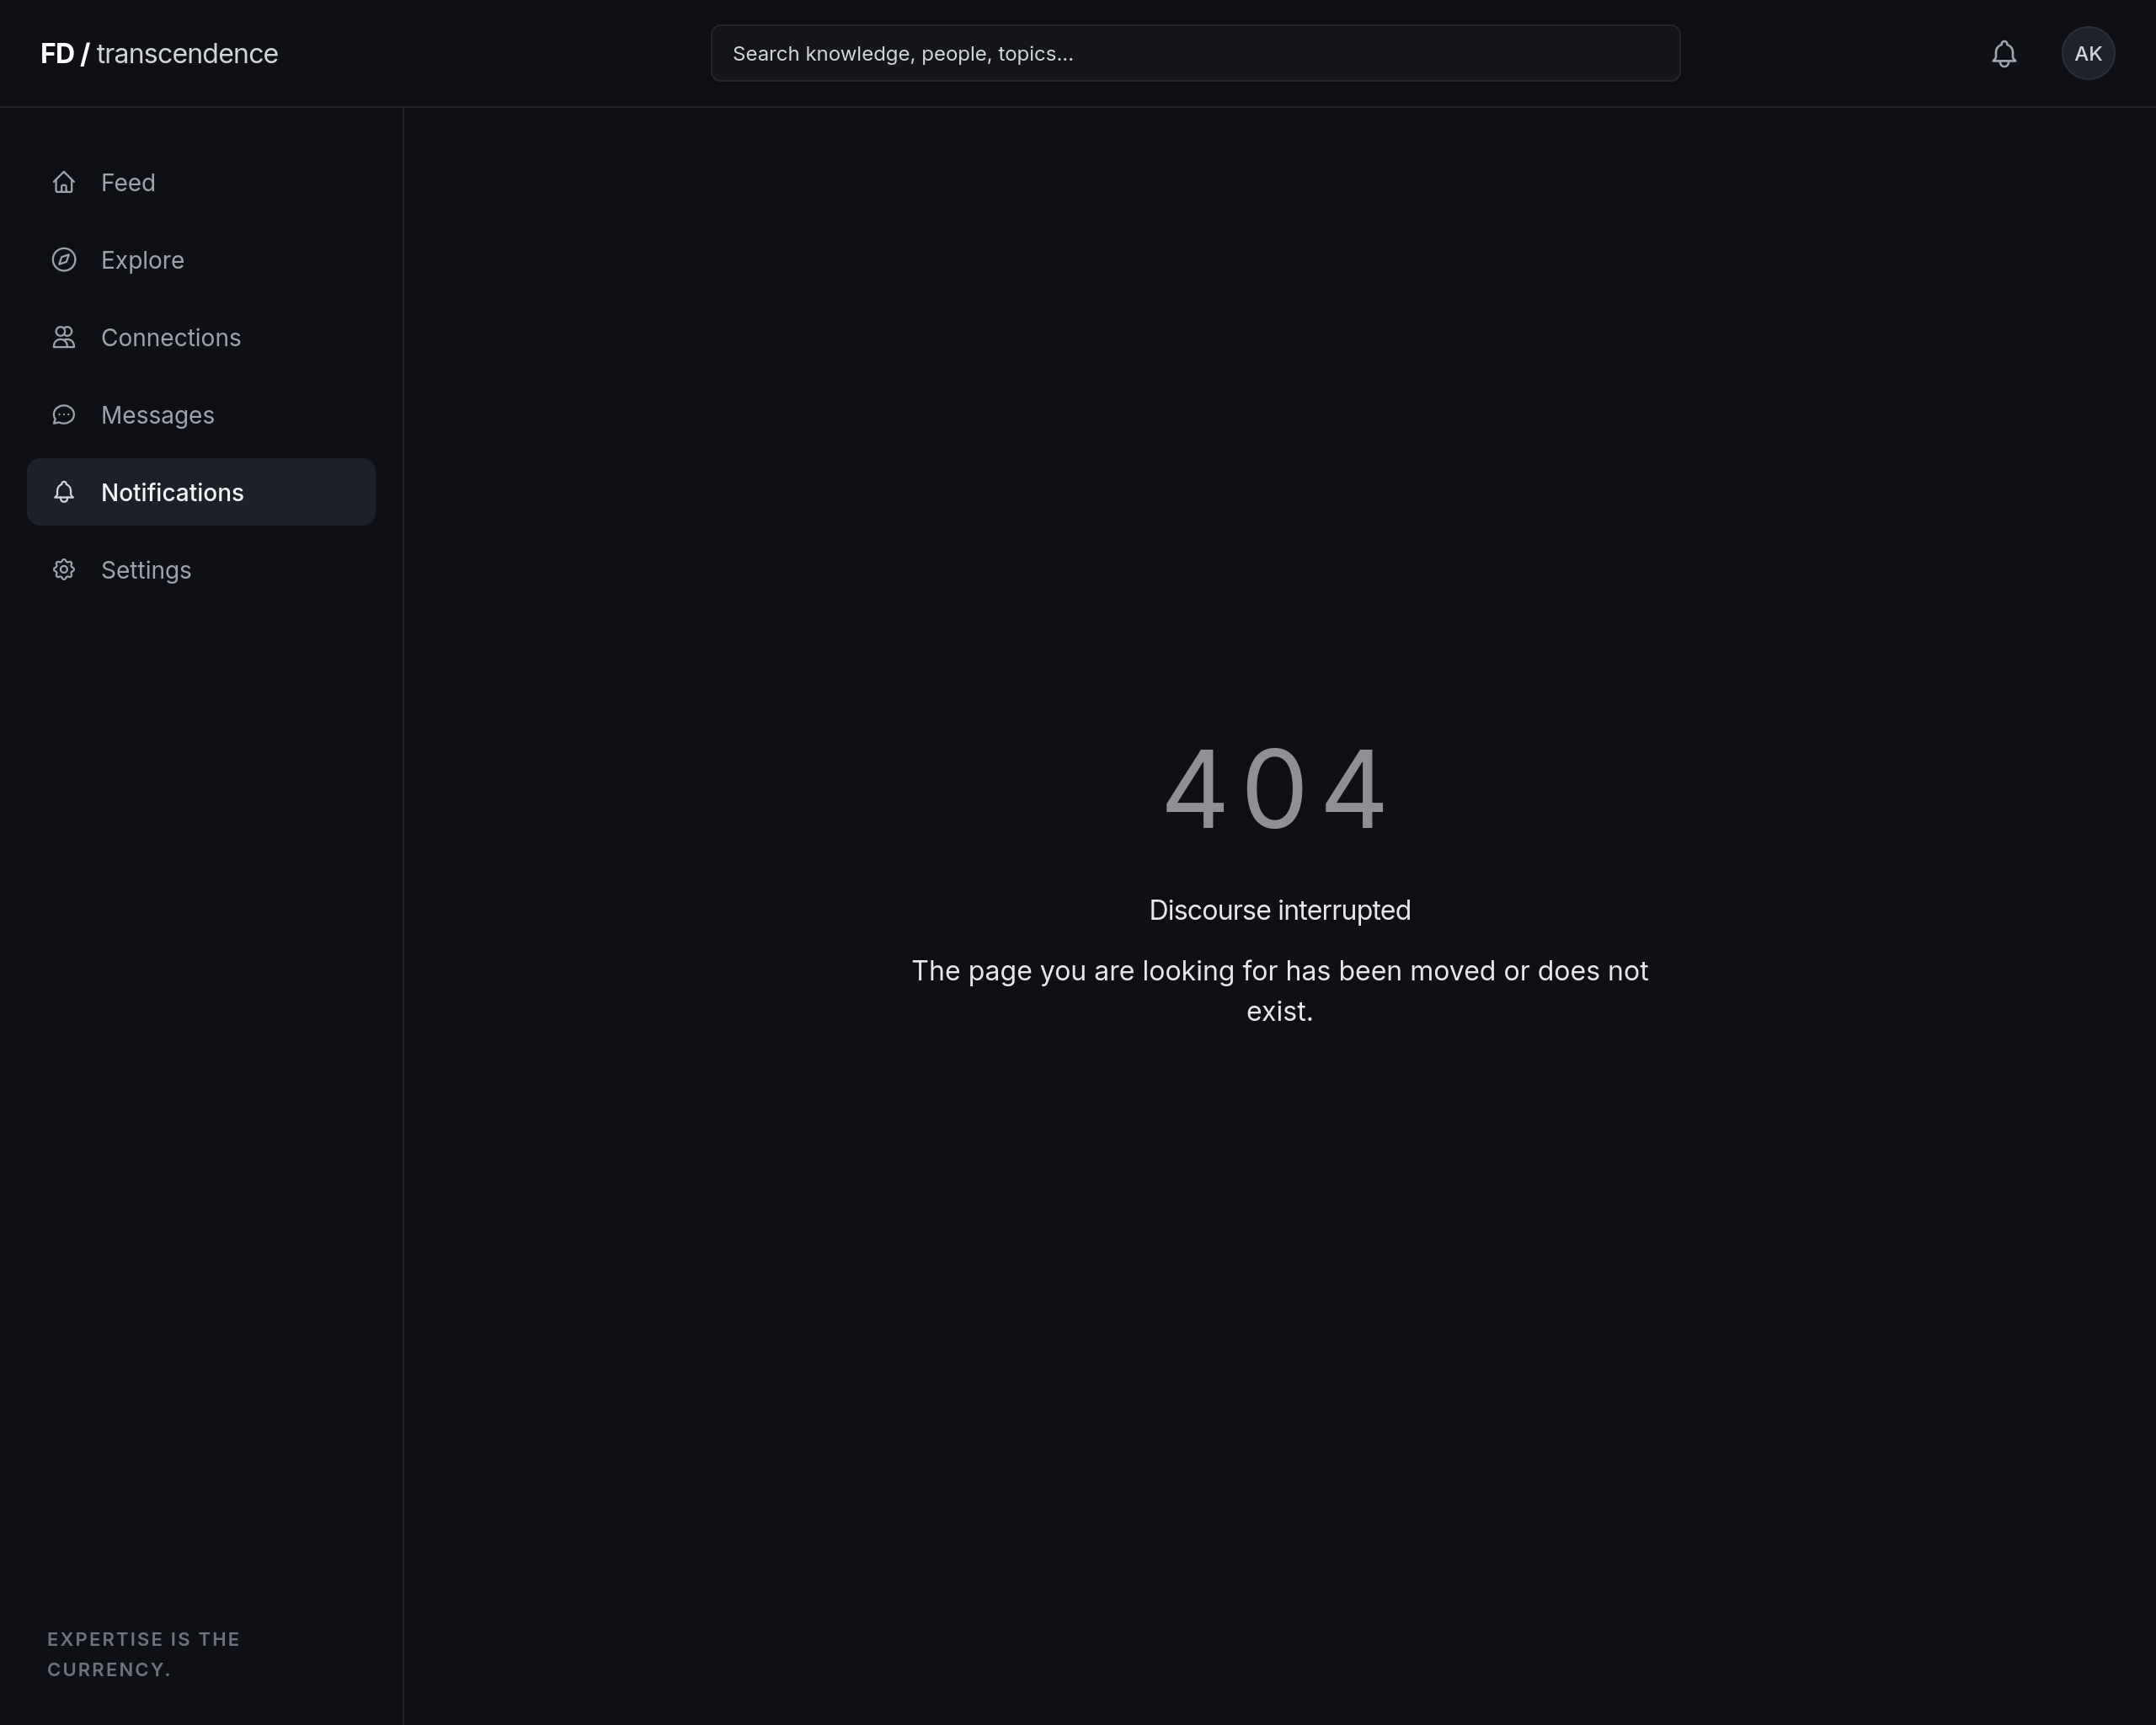 FD / transcendence
Search knowledge, people, topics...
AK
Feed
Explore
Connections
Messages
Notifications
Settings
404
Discourse interrupted
The page you are looking for has been moved or does not
exist.
EXPERTISE IS THE
CURRENCY.